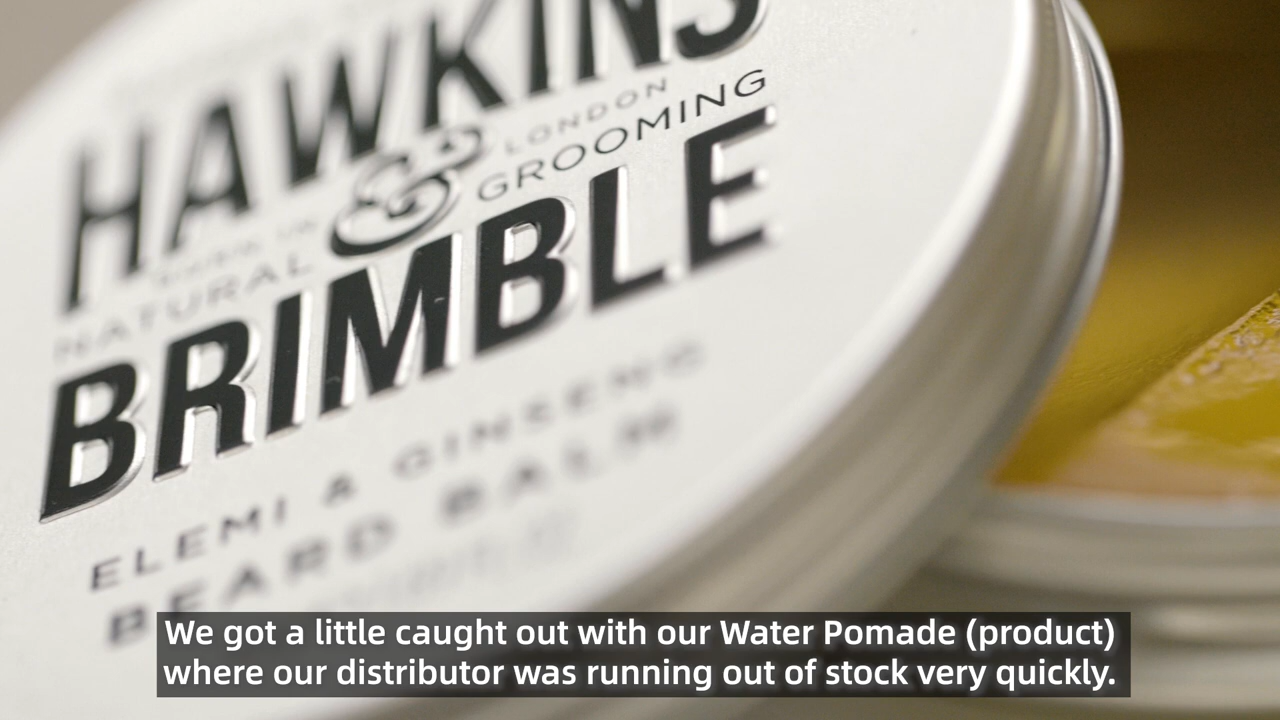 HAWKINS
&
LONDON
GROOMING
BORN IN
NATURAL
BRIMBLE
ELEMI & GINSENG
BEARD BALM
We got a little caught out with our Water Pomade (product)
where our distributor was running out of stock very quickly.